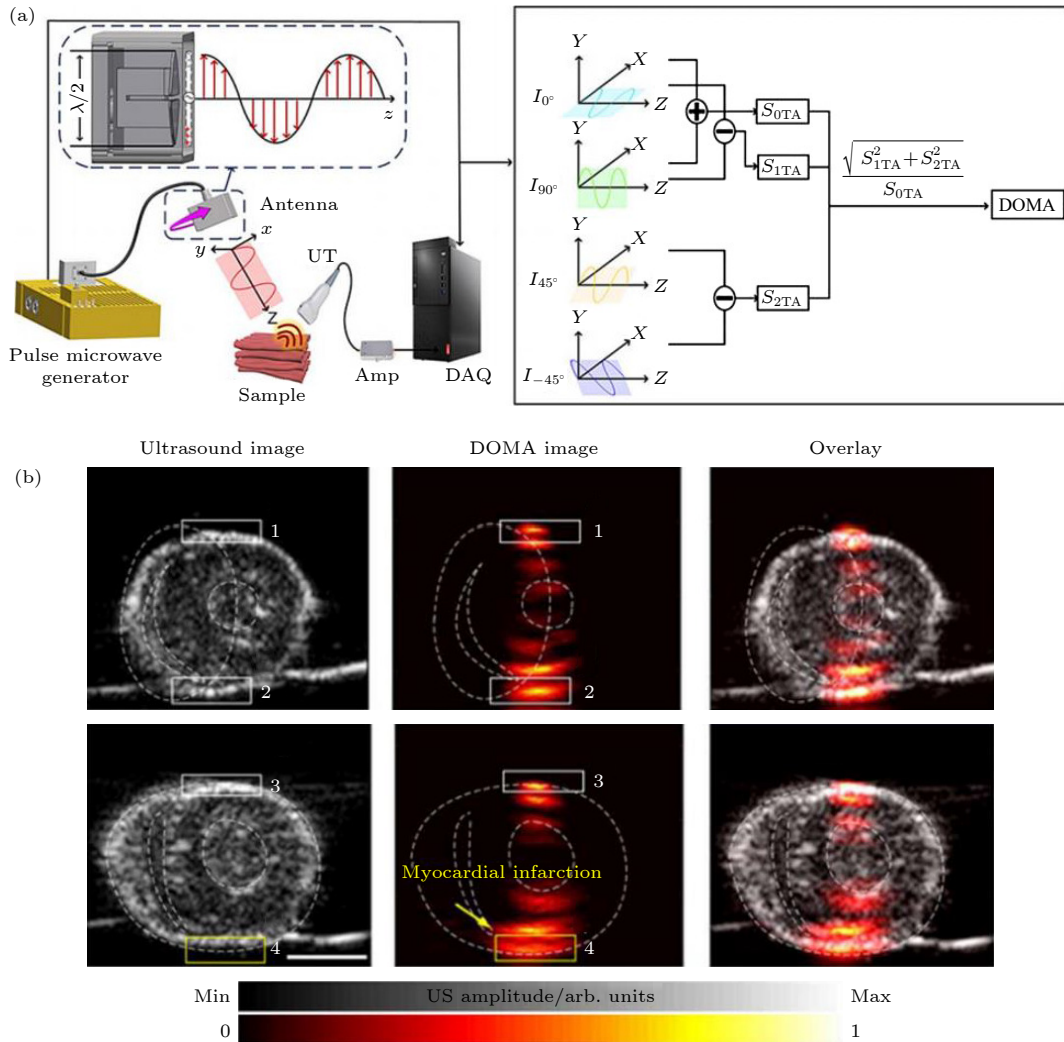 (a)
λ/2
z
Antenna
x
y
z
UT
Pulse microwave
generator
Sample
Amp
DAQ
Y
X
Z
I0°
Y
X
Z
I90°
Y
X
Z
I45°
Y
X
Z
I−45°
S0TA
S1TA
S2TA
√(S²1TA+S²2TA)
S0TA
DOMA
(b)
Ultrasound image
DOMA image
Overlay
1
1
2
2
3
3
Myocardial infarction
4
4
Min
US amplitude/arb. units
Max
0
1